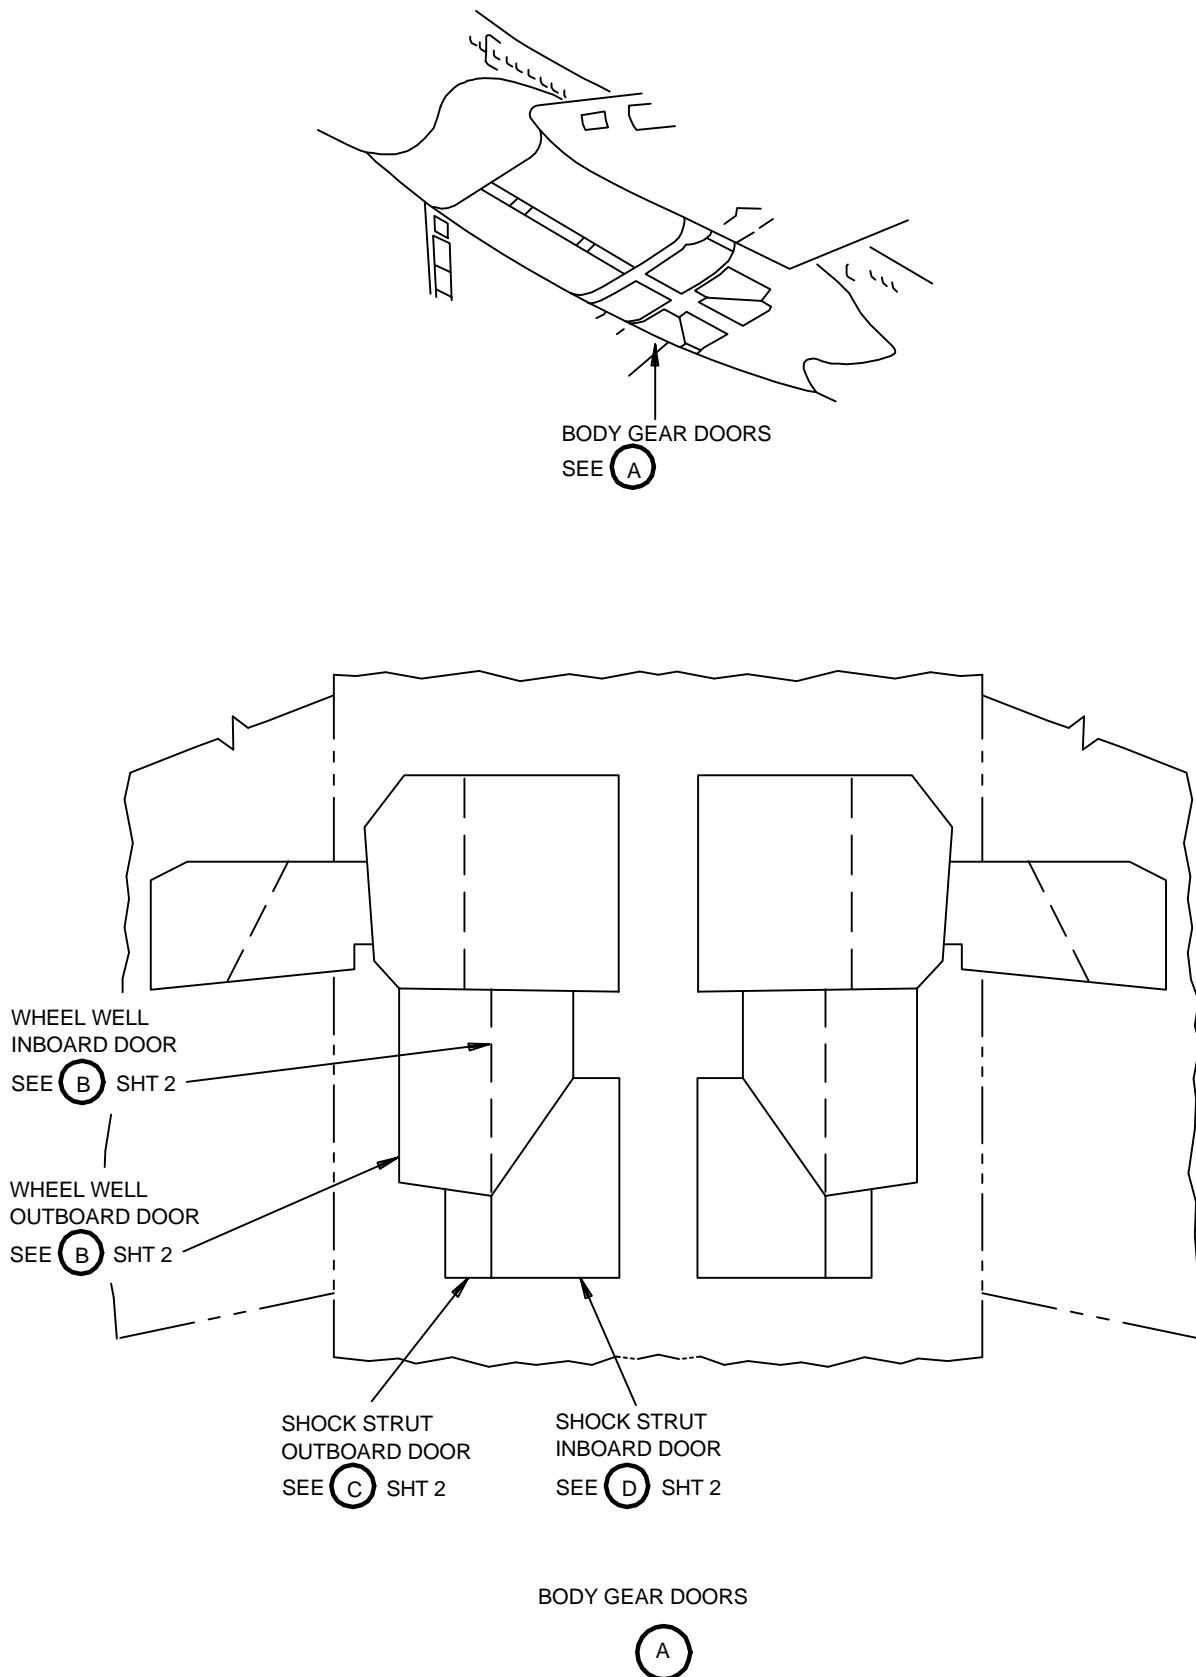 BODY GEAR DOORS
SEE A
WHEEL WELL
INBOARD DOOR
SEE B SHT 2
WHEEL WELL
OUTBOARD DOOR
SEE B SHT 2
SHOCK STRUT
OUTBOARD DOOR
SEE C SHT 2
SHOCK STRUT
INBOARD DOOR
SEE D SHT 2
BODY GEAR DOORS
A